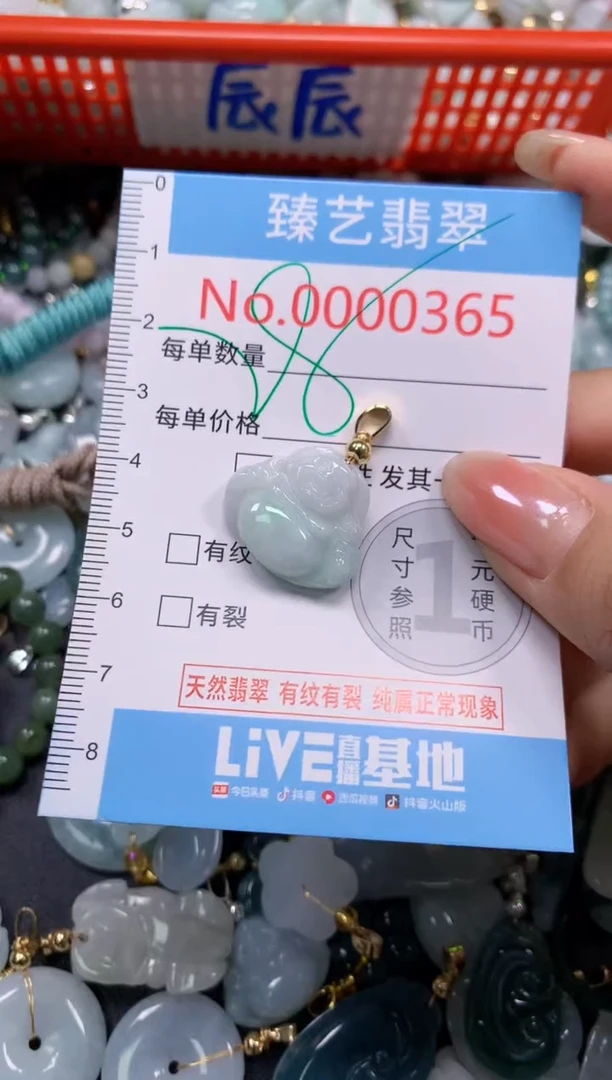 辰辰
臻艺翡翠
No.0000365
每单数量
每单价格
发其一
有纹
有裂
尺寸参照
1
元硬币
天然翡翠 有纹有裂 纯属正常现象
LiVE直播基地
头条 今日头条 抖音 西瓜视频 抖音火山版
0
1
2
3
4
5
6
7
8